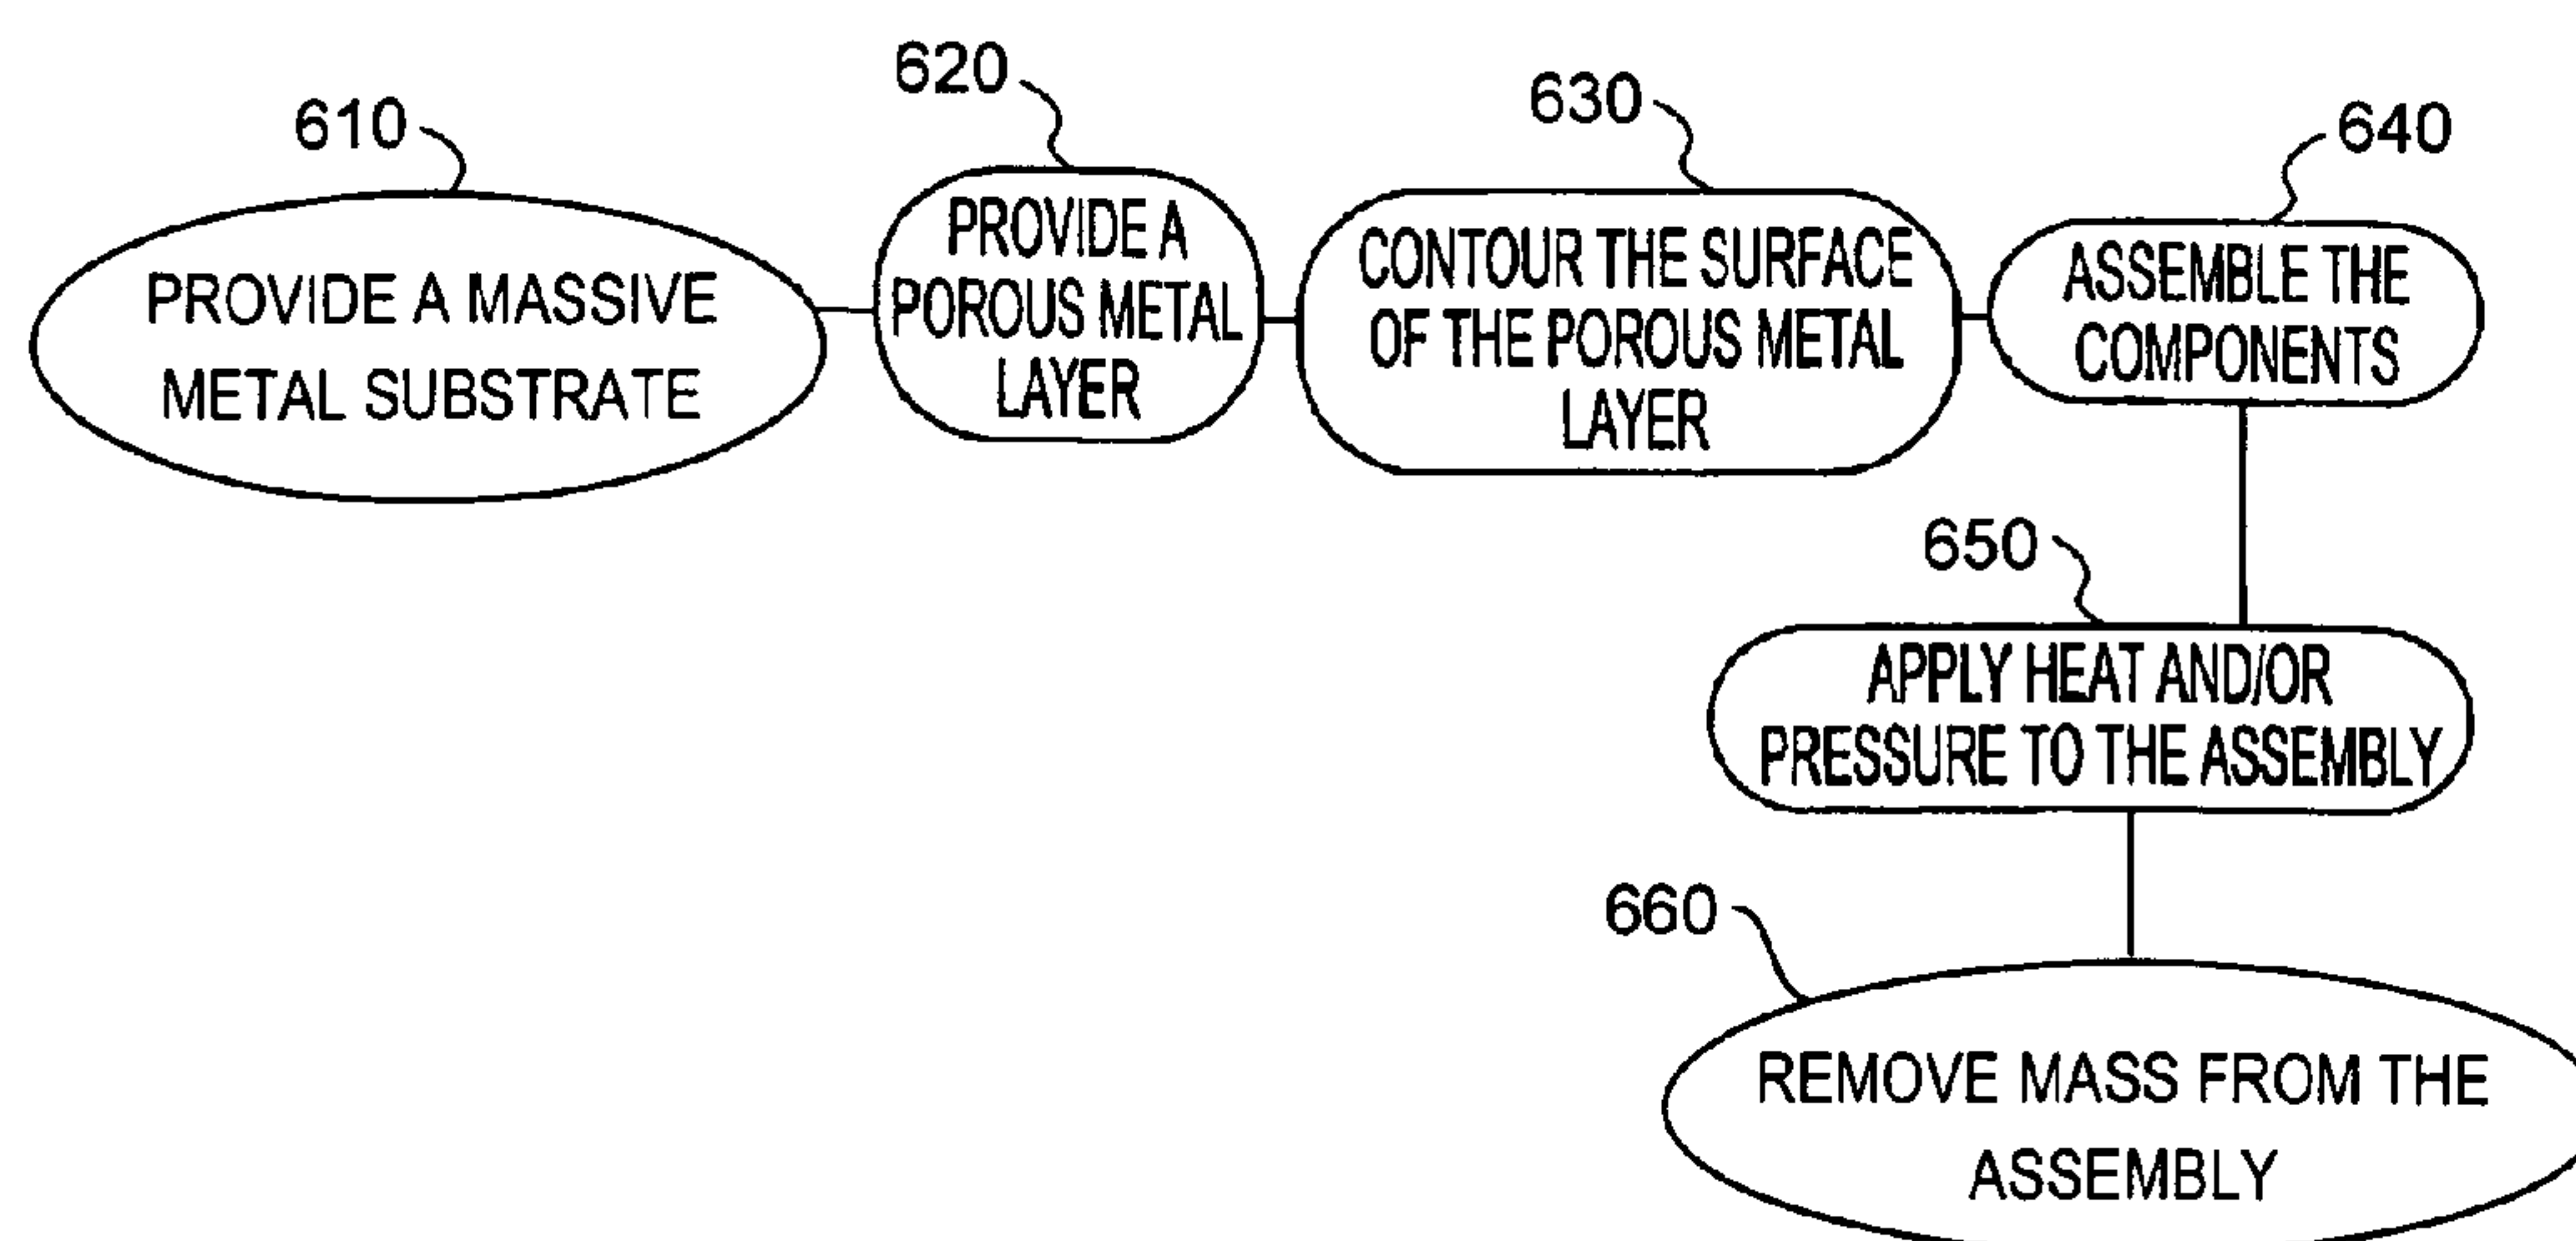 610
PROVIDE A MASSIVE
METAL SUBSTRATE
620
PROVIDE A
POROUS METAL
LAYER
630
CONTOUR THE SURFACE
OF THE POROUS METAL
LAYER
640
ASSEMBLE THE
COMPONENTS
650
APPLY HEAT AND/OR
PRESSURE TO THE ASSEMBLY
660
REMOVE MASS FROM THE
ASSEMBLY